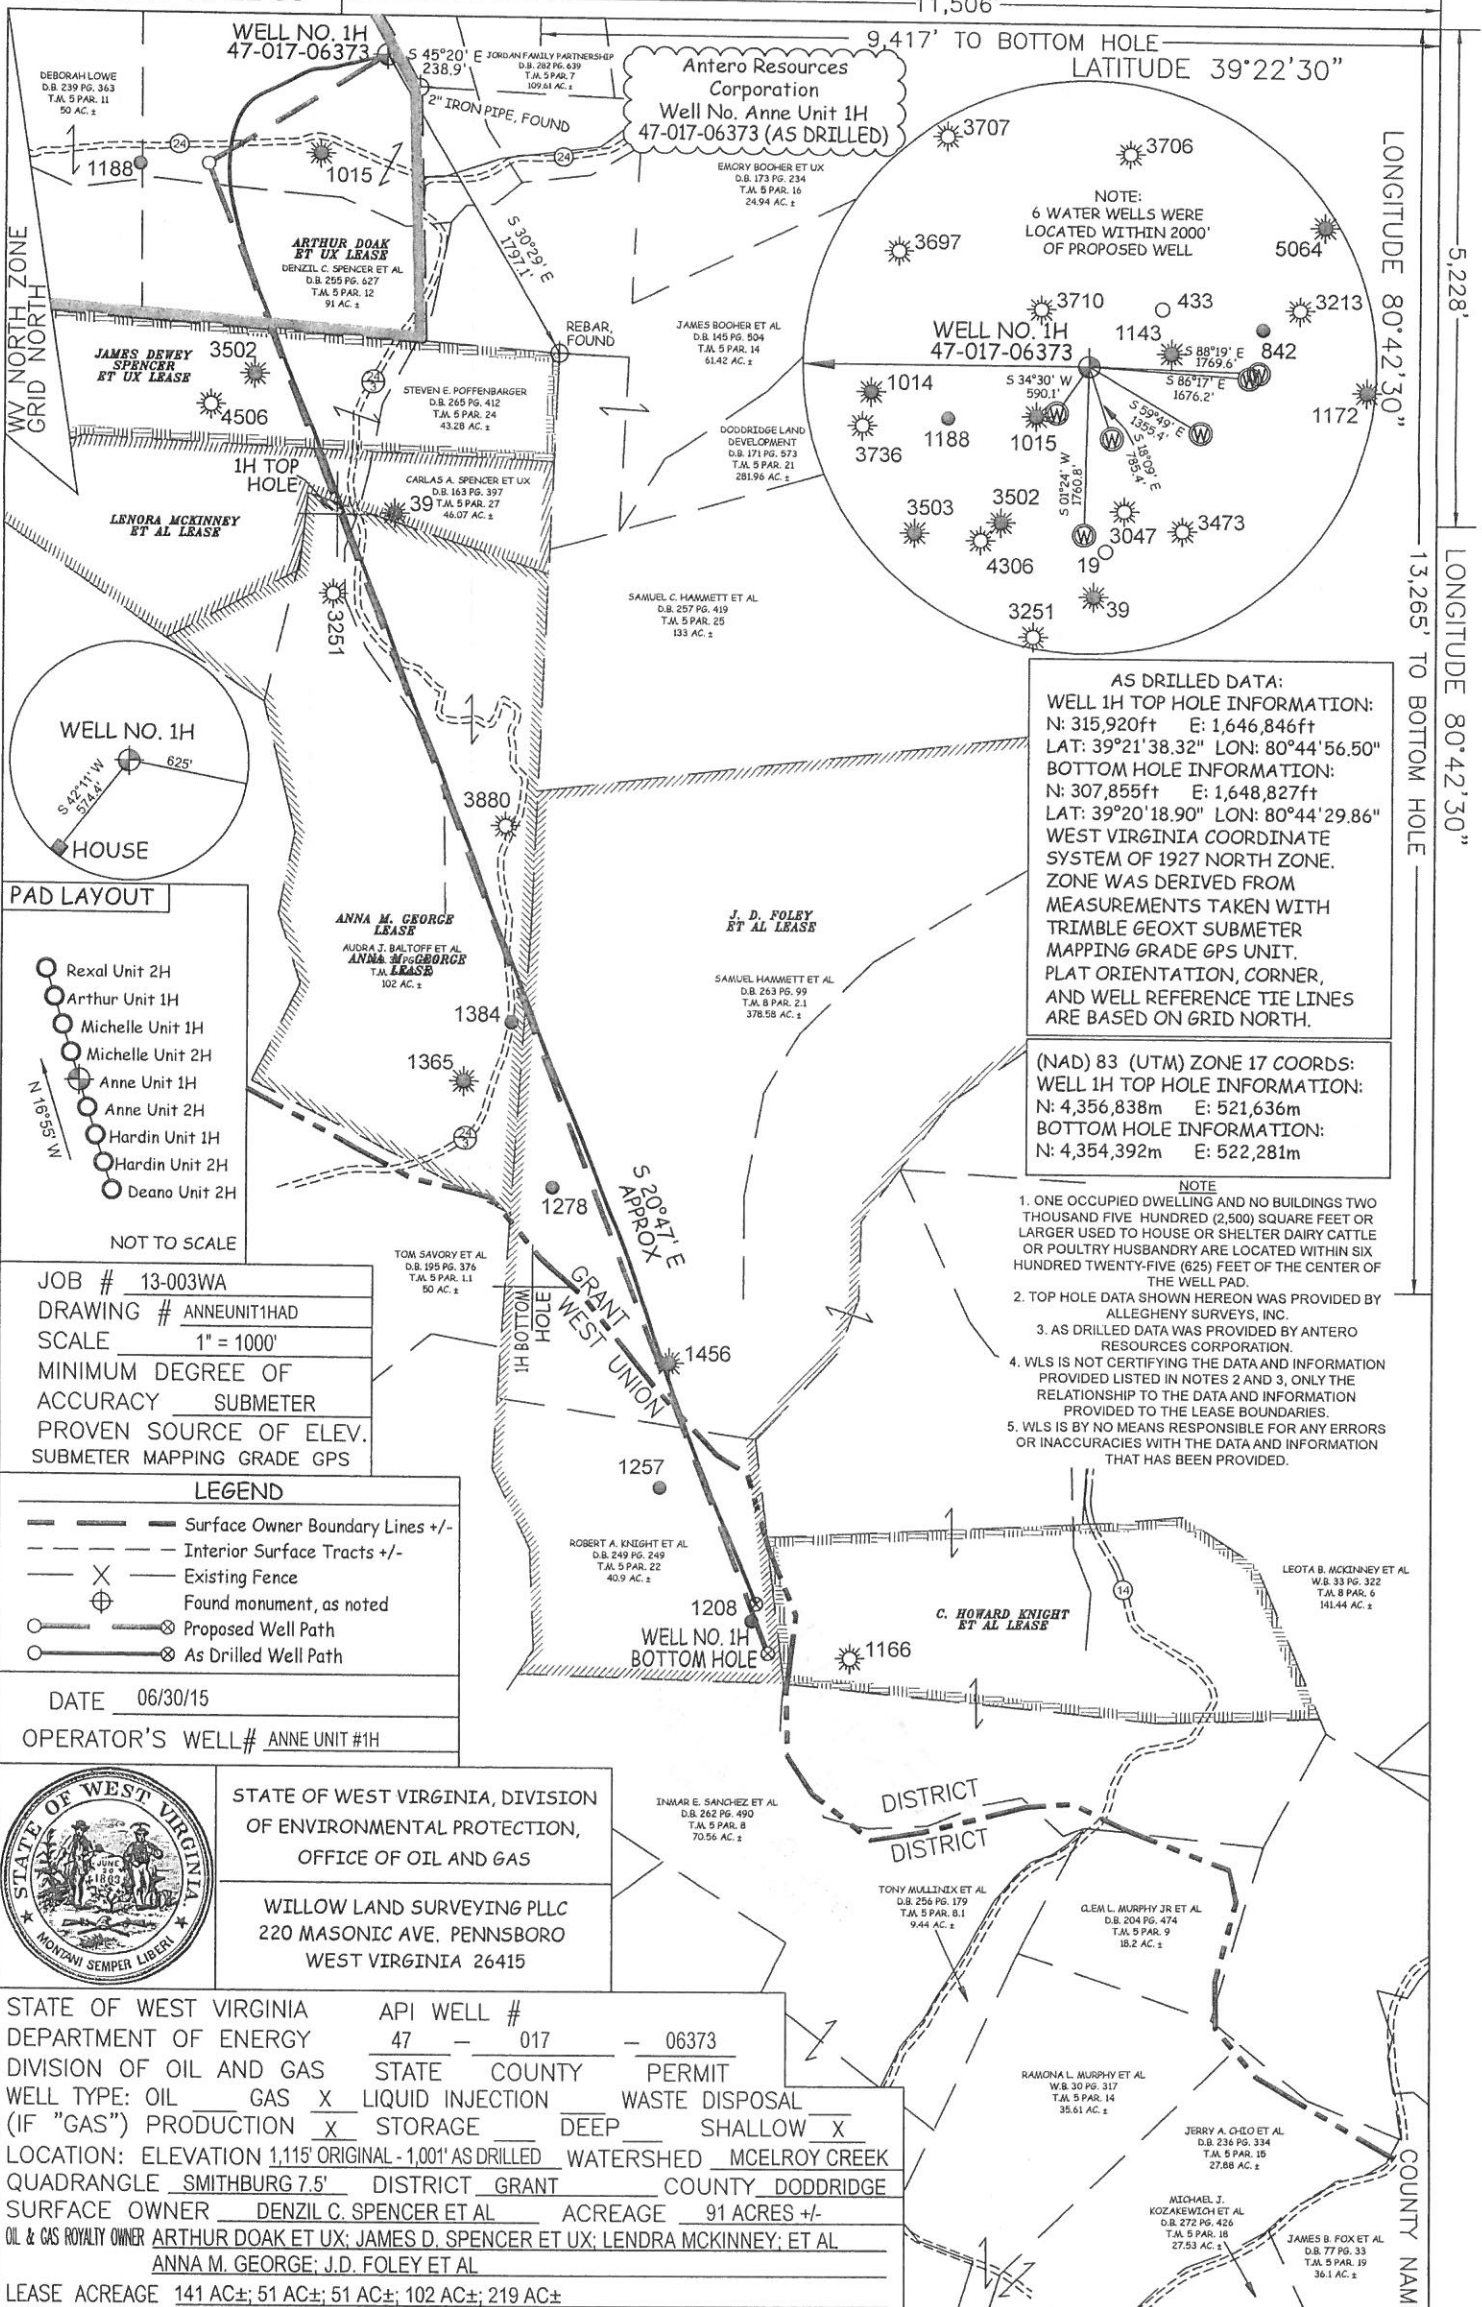 11,506
9,417' TO BOTTOM HOLE
LATITUDE 39°22'30"
WELL NO. 1H
47-017-06373
S 45°20' E
238.9'
JORDAN FAMILY PARTNERSHIP
D.B. 282 PG. 639
T.M. 5 PAR. 7
109.61 AC. ±
2" IRON PIPE, FOUND
DEBORAH LOWE
D.B. 239 PG. 363
T.M. 5 PAR. 11
50 AC. ±
Antero Resources
Corporation
Well No. Anne Unit 1H
47-017-06373 (AS DRILLED)
24
24
1188
1015
EMORY BOOHER ET UX
D.B. 173 PG. 234
T.M. 5 PAR. 16
24.94 AC. ±
ARTHUR DOAK
ET UX LEASE
DENZIL C. SPENCER ET AL
D.B. 255 PG. 627
T.M. 5 PAR. 12
91 AC. ±
S 30°29' E
1797.1'
WV NORTH ZONE
GRID NORTH
REBAR,
FOUND
JAMES BOOHER ET AL
D.B. 145 PG. 504
T.M. 5 PAR. 14
61.42 AC. ±
JAMES DEWEY
SPENCER
ET UX LEASE
3502
4506
24
3
STEVEN E. POFFENBARGER
D.B. 265 PG. 412
T.M. 5 PAR. 24
43.28 AC. ±
DODDRIDGE LAND
DEVELOPMENT
D.B. 171 PG. 573
T.M. 5 PAR. 21
281.96 AC. ±
1H TOP
HOLE
CARLAS A. SPENCER ET UX
D.B. 163 PG. 397
T.M. 5 PAR. 27
46.07 AC. ±
39
LENORA MCKINNEY
ET AL LEASE
3251
SAMUEL C. HAMMETT ET AL
D.B. 257 PG. 419
T.M. 5 PAR. 25
133 AC. ±
3707
3706
NOTE:
6 WATER WELLS WERE
LOCATED WITHIN 2000'
OF PROPOSED WELL
3697
5064
3710
433
3213
WELL NO. 1H
47-017-06373
1143
842
S 88°19' E
1769.6'
S 86°17' E
1676.2'
S 34°30' W
590.1'
S 59°49' E
1355.4'
S 18°09' E
785.4'
S 01°24' W
1760.8'
W
W
W
W
W
W
1014
3736
1188
1015
1172
3503
3502
4306
3047
3473
19
39
3251
LONGITUDE 80°42'30"
5,228'
13,265' TO BOTTOM HOLE
LONGITUDE 80°42'30"
WELL NO. 1H
625'
S 42°11' W
574.4'
HOUSE
AS DRILLED DATA:
WELL 1H TOP HOLE INFORMATION:
N: 315,920ft E: 1,646,846ft
LAT: 39°21'38.32" LON: 80°44'56.50"
BOTTOM HOLE INFORMATION:
N: 307,855ft E: 1,648,827ft
LAT: 39°20'18.90" LON: 80°44'29.86"
WEST VIRGINIA COORDINATE
SYSTEM OF 1927 NORTH ZONE.
ZONE WAS DERIVED FROM
MEASUREMENTS TAKEN WITH
TRIMBLE GEOXT SUBMETER
MAPPING GRADE GPS UNIT.
PLAT ORIENTATION, CORNER,
AND WELL REFERENCE TIE LINES
ARE BASED ON GRID NORTH.
(NAD) 83 (UTM) ZONE 17 COORDS:
WELL 1H TOP HOLE INFORMATION:
N: 4,356,838m E: 521,636m
BOTTOM HOLE INFORMATION:
N: 4,354,392m E: 522,281m
NOTE
1. ONE OCCUPIED DWELLING AND NO BUILDINGS TWO
THOUSAND FIVE HUNDRED (2,500) SQUARE FEET OR
LARGER USED TO HOUSE OR SHELTER DAIRY CATTLE
OR POULTRY HUSBANDRY ARE LOCATED WITHIN SIX
HUNDRED TWENTY-FIVE (625) FEET OF THE CENTER OF
THE WELL PAD.
2. TOP HOLE DATA SHOWN HEREON WAS PROVIDED BY
ALLEGHENY SURVEYS, INC.
3. AS DRILLED DATA WAS PROVIDED BY ANTERO
RESOURCES CORPORATION.
4. WLS IS NOT CERTIFYING THE DATA AND INFORMATION
PROVIDED LISTED IN NOTES 2 AND 3, ONLY THE
RELATIONSHIP TO THE DATA AND INFORMATION
PROVIDED TO THE LEASE BOUNDARIES.
5. WLS IS BY NO MEANS RESPONSIBLE FOR ANY ERRORS
OR INACCURACIES WITH THE DATA AND INFORMATION
THAT HAS BEEN PROVIDED.
3880
PAD LAYOUT
Rexal Unit 2H
Arthur Unit 1H
Michelle Unit 1H
Michelle Unit 2H
Anne Unit 1H
Anne Unit 2H
Hardin Unit 1H
Hardin Unit 2H
Deano Unit 2H
N 16°55' W
NOT TO SCALE
ANNA M. GEORGE
LEASE
AUDRA J. BALTOFF ET AL
ANNA M. GEORGE
LEASE
102 AC. ±
J. D. FOLEY
ET AL LEASE
SAMUEL HAMMETT ET AL
D.B. 263 PG. 99
T.M. 8 PAR. 2.1
378.58 AC. ±
1384
1365
24
3
1278
S 20°47' E
APPROX
TOM SAVORY ET AL
D.B. 195 PG. 376
T.M. 5 PAR. 1.1
50 AC. ±
1H BOTTOM
HOLE
GRANT
WEST UNION
1456
1257
ROBERT A. KNIGHT ET AL
D.B. 249 PG. 249
T.M. 5 PAR. 22
40.9 AC. ±
1208
WELL NO. 1H
BOTTOM HOLE
1166
C. HOWARD KNIGHT
ET AL LEASE
14
LEOTA B. MCKINNEY ET AL
W.B. 33 PG. 322
T.M. 8 PAR. 6
141.44 AC. ±
JOB # 13-003WA
DRAWING # ANNEUNIT1HAD
SCALE 1" = 1000'
MINIMUM DEGREE OF
ACCURACY SUBMETER
PROVEN SOURCE OF ELEV.
SUBMETER MAPPING GRADE GPS
LEGEND
Surface Owner Boundary Lines +/-
Interior Surface Tracts +/-
X Existing Fence
Found monument, as noted
Proposed Well Path
As Drilled Well Path
DATE 06/30/15
OPERATOR'S WELL# ANNE UNIT #1H
STATE OF WEST VIRGINIA
JUNE
20
1863
MONTANI SEMPER LIBERI
STATE OF WEST VIRGINIA, DIVISION
OF ENVIRONMENTAL PROTECTION,
OFFICE OF OIL AND GAS
WILLOW LAND SURVEYING PLLC
220 MASONIC AVE. PENNSBORO
WEST VIRGINIA 26415
INMAR E. SANCHEZ ET AL
D.B. 262 PG. 490
T.M. 5 PAR. 8
70.56 AC. ±
DISTRICT
DISTRICT
TONY MULLINIX ET AL
D.B. 256 PG. 179
T.M. 5 PAR. 8.1
9.44 AC. ±
CLEM L. MURPHY JR ET AL
D.B. 204 PG. 474
T.M. 5 PAR. 9
18.2 AC. ±
RAMONA L. MURPHY ET AL
W.B. 30 PG. 317
T.M. 5 PAR. 14
35.61 AC. ±
JERRY A. CHIO ET AL
D.B. 236 PG. 334
T.M. 5 PAR. 15
27.88 AC. ±
MICHAEL J.
KOZAKEWICH ET AL
D.B. 272 PG. 426
T.M. 5 PAR. 18
27.53 AC. ±
JAMES B. FOX ET AL
D.B. 77 PG. 33
T.M. 5 PAR. 19
36.1 AC. ±
COUNTY NAM
STATE OF WEST VIRGINIA
DEPARTMENT OF ENERGY
DIVISION OF OIL AND GAS
API WELL #
47 — 017 — 06373
STATE COUNTY PERMIT
WELL TYPE: OIL GAS X LIQUID INJECTION WASTE DISPOSAL
(IF "GAS") PRODUCTION X STORAGE DEEP SHALLOW X
LOCATION: ELEVATION 1,115' ORIGINAL - 1,001' AS DRILLED WATERSHED MCELROY CREEK
QUADRANGLE SMITHBURG 7.5' DISTRICT GRANT COUNTY DODDRIDGE
SURFACE OWNER DENZIL C. SPENCER ET AL ACREAGE 91 ACRES +/-
OIL & GAS ROYALTY OWNER ARTHUR DOAK ET UX; JAMES D. SPENCER ET UX; LENDRA MCKINNEY; ET AL
ANNA M. GEORGE; J.D. FOLEY ET AL
LEASE ACREAGE 141 AC±; 51 AC±; 51 AC±; 102 AC±; 219 AC±